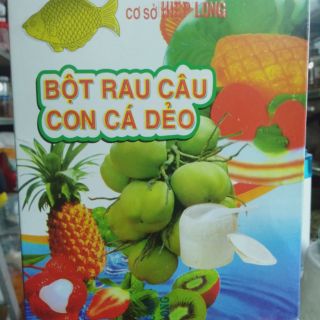 CƠ SỞ HIỆP LONG
BỘT RAU CÂU
CON CÁ DẺO